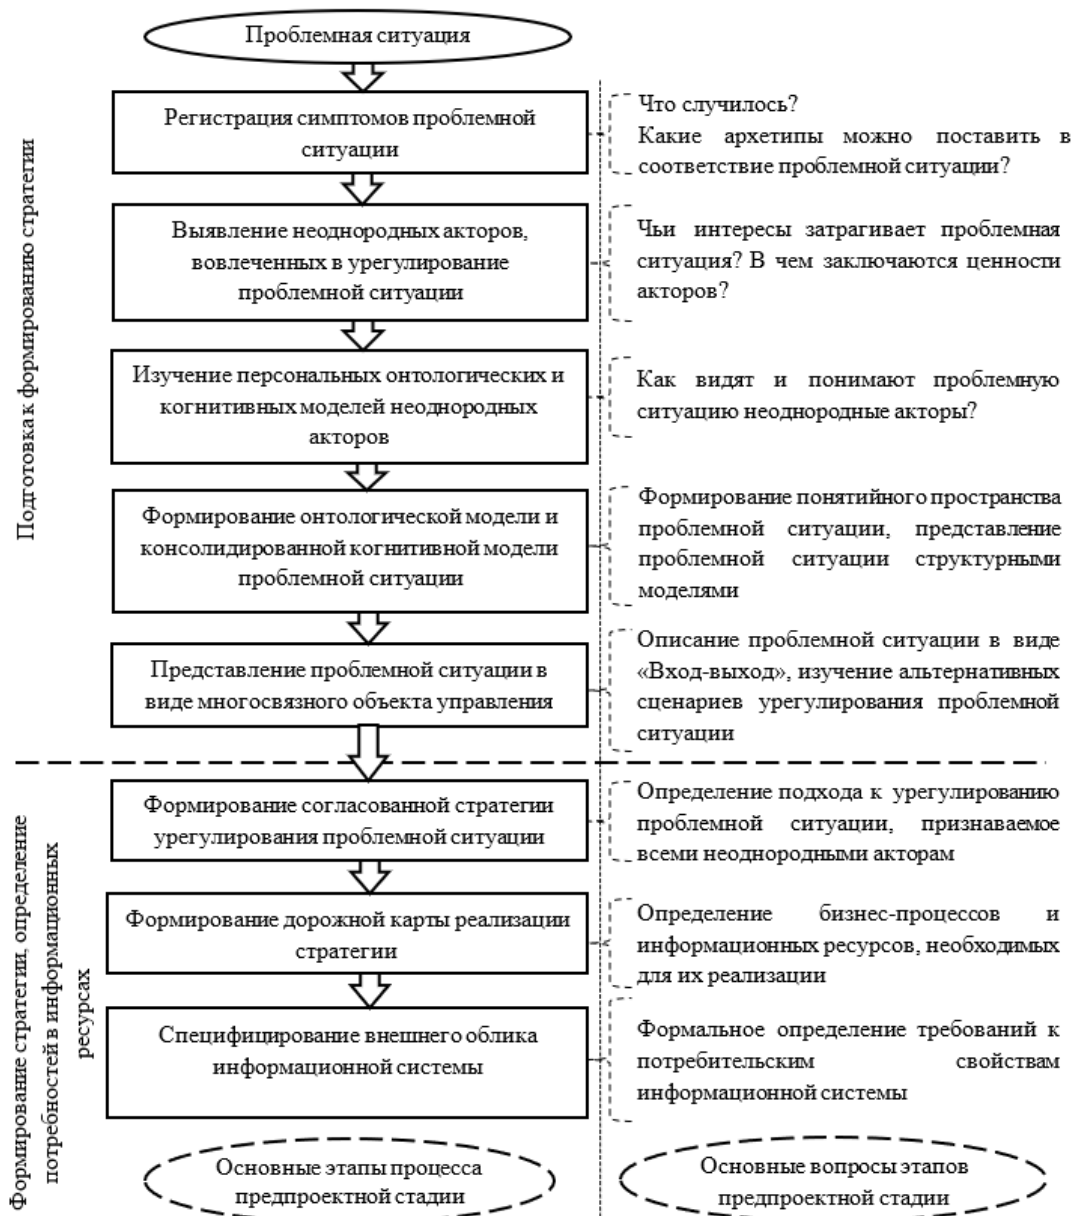 Проблемная ситуация
Регистрация симптомов проблемной
ситуации
Что случилось?
Какие архетипы можно поставить в
соответствие проблемной ситуации?
Выявление неоднородных акторов,
вовлеченных в урегулирование
проблемной ситуации
Чьи интересы затрагивает проблемная
ситуация? В чем заключаются ценности
акторов?
Изучение персональных онтологических и
когнитивных моделей неоднородных
акторов
Как видят и понимают проблемную
ситуацию неоднородные акторы?
Формирование онтологической модели и
консолидированной когнитивной модели
проблемной ситуации
Формирование понятийного пространства
проблемной ситуации, представление
проблемной ситуации структурными
моделями
Представление проблемной ситуации в
виде многосвязного объекта управления
Описание проблемной ситуации в виде
«Вход-выход», изучение альтернативных
сценариев урегулирования проблемной
ситуации
Подготовка к формированию стратегии
Формирование согласованной стратегии
урегулирования проблемной ситуации
Определение подхода к урегулированию
проблемной ситуации, признаваемое
всеми неоднородными акторам
Формирование дорожной карты реализации
стратегии
Определение бизнес-процессов и
информационных ресурсов, необходимых
для их реализации
Специфицирование внешнего облика
информационной системы
Формальное определение требований к
потребительским свойствам
информационной системы
Формирование стратегии, определение
потребностей в информационных
ресурсах
Основные этапы процесса
предпроектной стадии
Основные вопросы этапов
предпроектной стадии